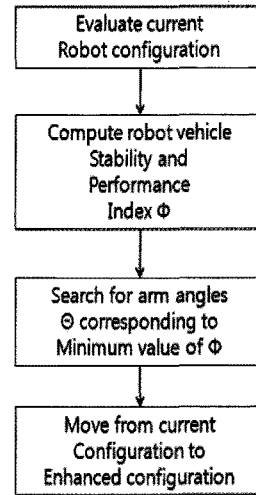 Evaluate current
Robot configuration
Compute robot vehicle
Stability and
Performance
Index Φ
Search for arm angles
Θ corresponding to
Minimum value of Φ
Move from current
Configuration to
Enhanced configuration